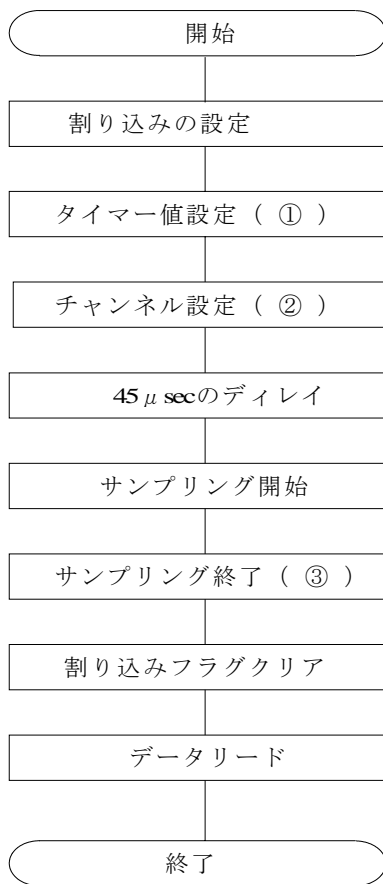 開始
割り込みの設定
タイマー値設定（ ① ）
チャンネル設定（ ② ）
45μsecのディレイ
サンプリング開始
サンプリング終了（ ③ ）
割り込みフラグクリア
データリード
終了